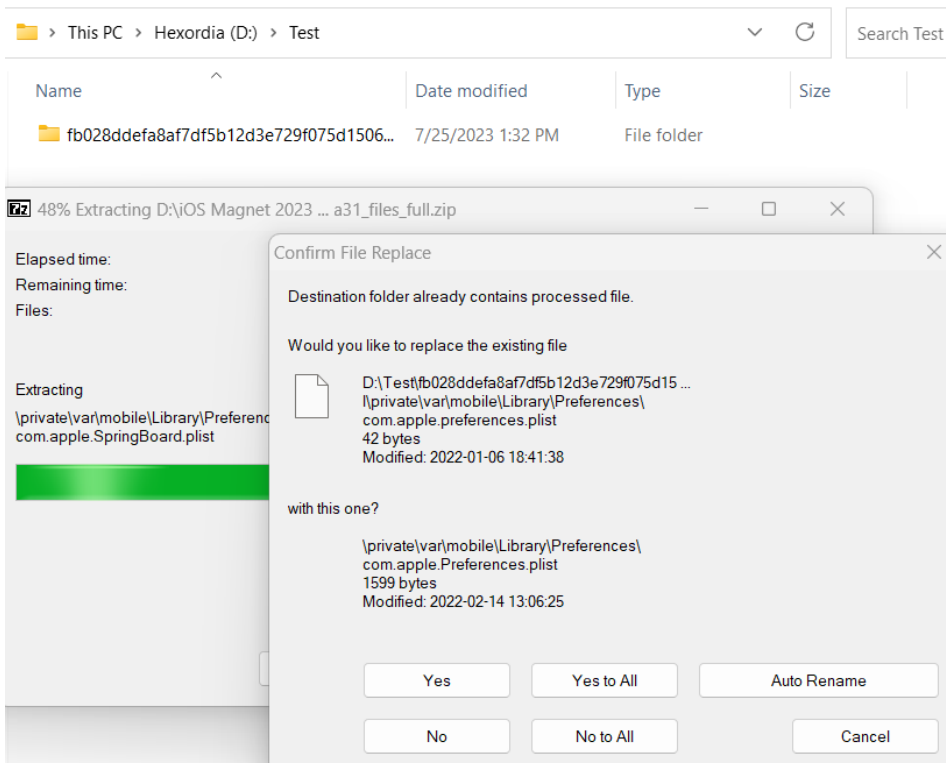 This PC > Hexordia (D:) > Test
Search Test
Name Date modified Type Size
fb028ddefa8af7df5b12d3e729f075d1506... 7/25/2023 1:32 PM File folder
7z 48% Extracting D:\iOS Magnet 2023 ... a31_files_full.zip
Elapsed time:
Remaining time:
Files:
Extracting
\private\var\mobile\Library\Preferenc
com.apple.SpringBoard.plist
Confirm File Replace
Destination folder already contains processed file.
Would you like to replace the existing file
D:\Test\fb028ddefa8af7df5b12d3e729f075d15 ...
l\private\var\mobile\Library\Preferences\
com.apple.preferences.plist
42 bytes
Modified: 2022-01-06 18:41:38
with this one?
\private\var\mobile\Library\Preferences\
com.apple.Preferences.plist
1599 bytes
Modified: 2022-02-14 13:06:25
Yes Yes to All Auto Rename
No No to All Cancel